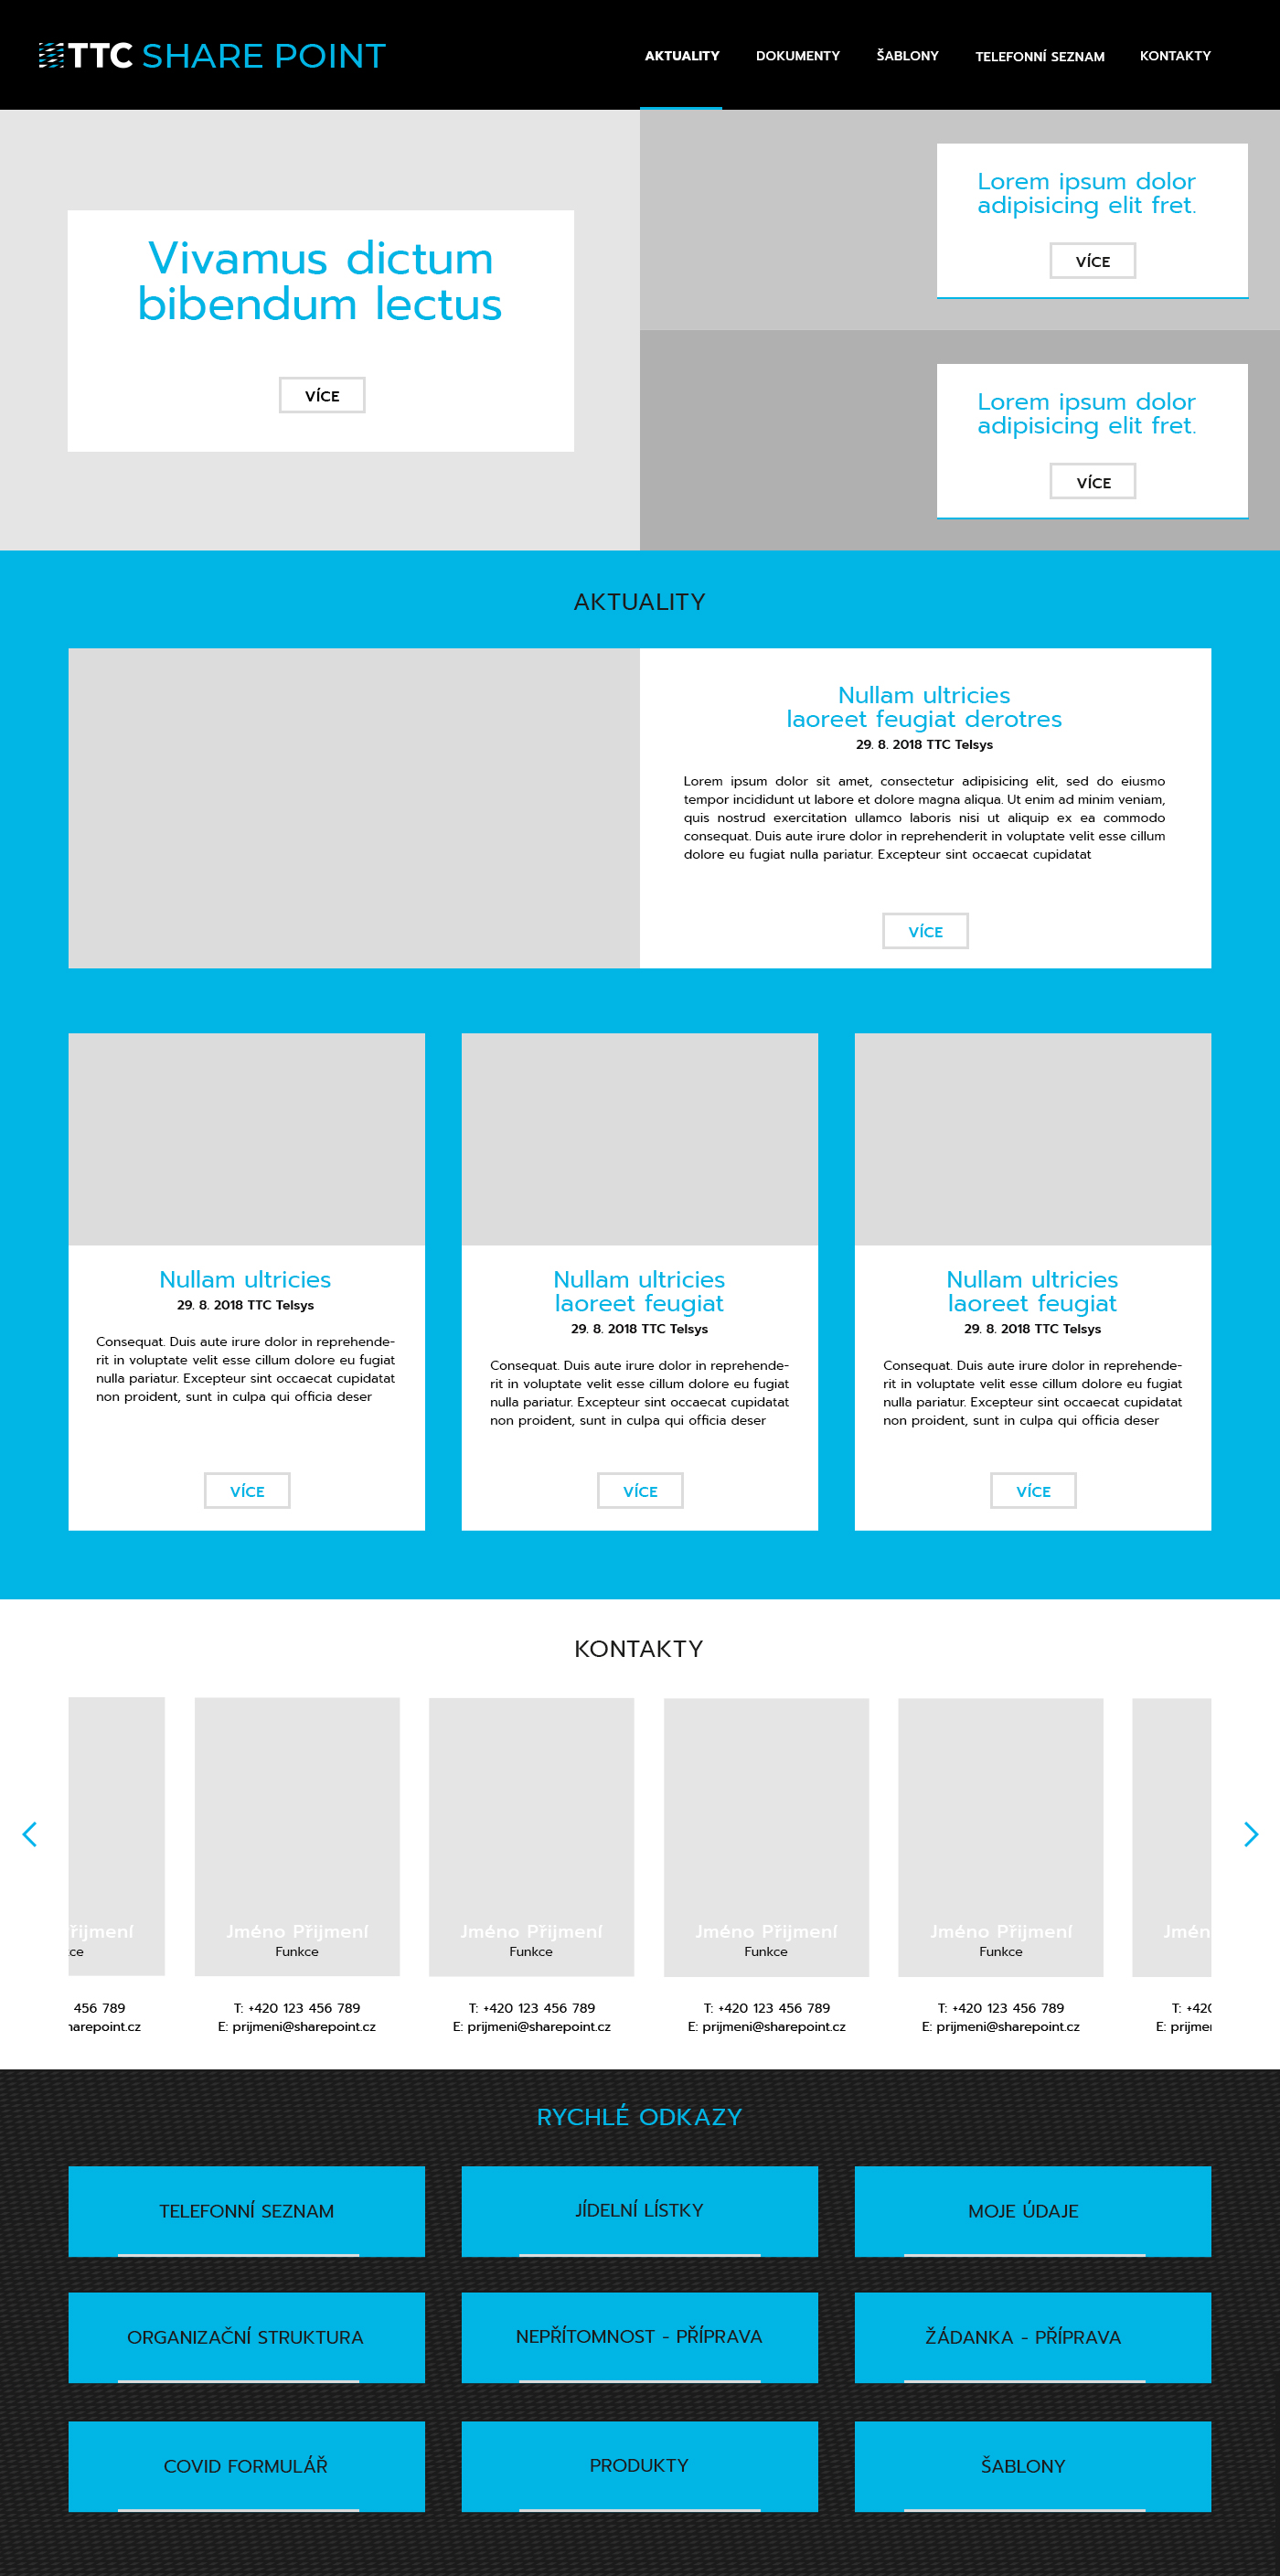 TTC SHARE POINT
AKTUALITY
DOKUMENTY
ŠABLONY
TELEFONNÍ SEZNAM
KONTAKTY
Vivamus dictum
bibendum lectus
VÍCE
Lorem ipsum dolor
adipisicing elit fret.
VÍCE
Lorem ipsum dolor
adipisicing elit fret.
VÍCE
AKTUALITY
Nullam ultricies
laoreet feugiat derotres
29. 8. 2018 TTC Telsys
Lorem ipsum dolor sit amet, consectetur adipisicing elit, sed do eiusmo
tempor incididunt ut labore et dolore magna aliqua. Ut enim ad minim veniam,
quis nostrud exercitation ullamco laboris nisi ut aliquip ex ea commodo
consequat. Duis aute irure dolor in reprehenderit in voluptate velit esse cillum
dolore eu fugiat nulla pariatur. Excepteur sint occaecat cupidatat
VÍCE
Nullam ultricies
29. 8. 2018 TTC Telsys
Consequat. Duis aute irure dolor in reprehende-
rit in voluptate velit esse cillum dolore eu fugiat
nulla pariatur. Excepteur sint occaecat cupidatat
non proident, sunt in culpa qui officia deser
VÍCE
Nullam ultricies
laoreet feugiat
29. 8. 2018 TTC Telsys
Consequat. Duis aute irure dolor in reprehende-
rit in voluptate velit esse cillum dolore eu fugiat
nulla pariatur. Excepteur sint occaecat cupidatat
non proident, sunt in culpa qui officia deser
VÍCE
Nullam ultricies
laoreet feugiat
29. 8. 2018 TTC Telsys
Consequat. Duis aute irure dolor in reprehende-
rit in voluptate velit esse cillum dolore eu fugiat
nulla pariatur. Excepteur sint occaecat cupidatat
non proident, sunt in culpa qui officia deser
VÍCE
KONTAKTY
řijmení
ce
456 789
harepoint.cz
Jméno Přijmení
Funkce
T: +420 123 456 789
E: prijmeni@sharepoint.cz
Jméno Přijmení
Funkce
T: +420 123 456 789
E: prijmeni@sharepoint.cz
Jméno Přijmení
Funkce
T: +420 123 456 789
E: prijmeni@sharepoint.cz
Jméno Přijmení
Funkce
T: +420 123 456 789
E: prijmeni@sharepoint.cz
Jmén
T: +420
E: prijme
RYCHLÉ ODKAZY
TELEFONNÍ SEZNAM
JÍDELNÍ LÍSTKY
MOJE ÚDAJE
ORGANIZAČNÍ STRUKTURA
NEPŘÍTOMNOST - PŘÍPRAVA
ŽÁDANKA - PŘÍPRAVA
COVID FORMULÁŘ
PRODUKTY
ŠABLONY